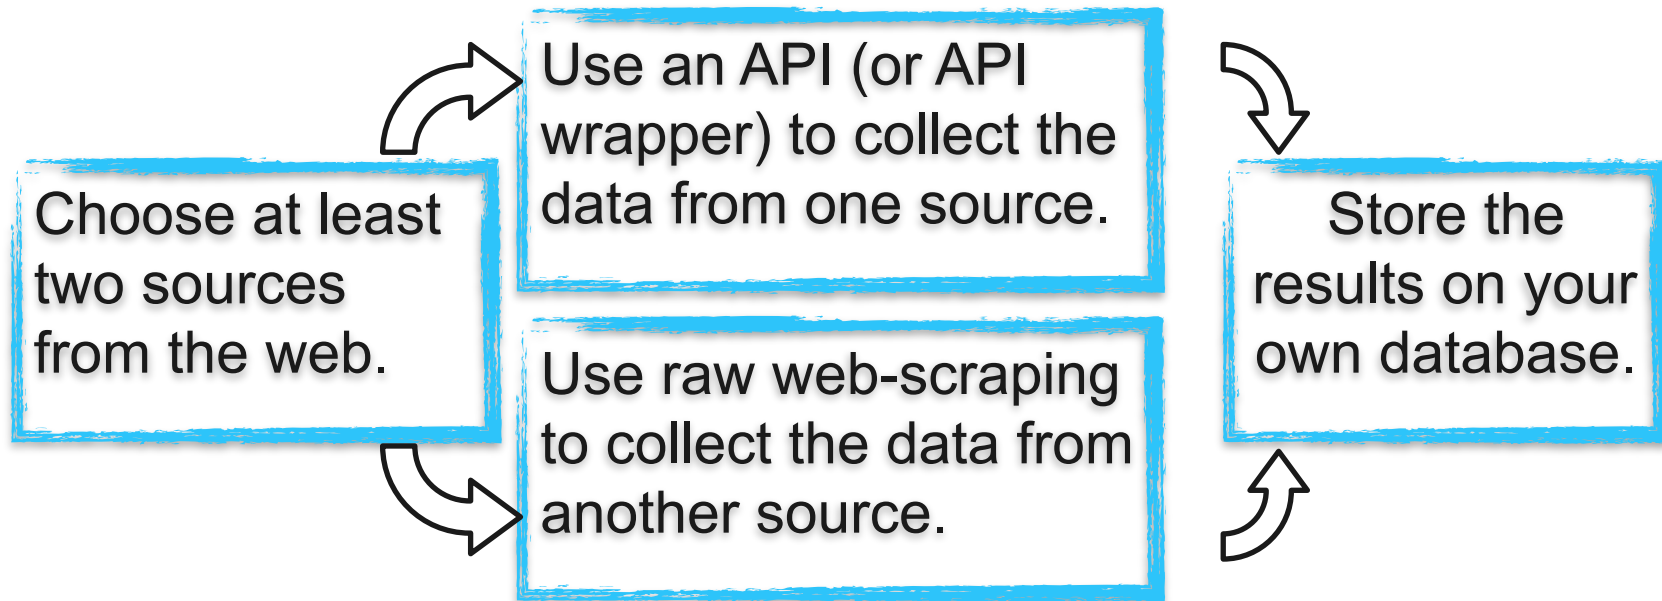 Choose at least
two sources
from the web.
Use an API (or API
wrapper) to collect the
data from one source.
Use raw web-scraping
to collect the data from
another source.
Store the
results on your
own database.